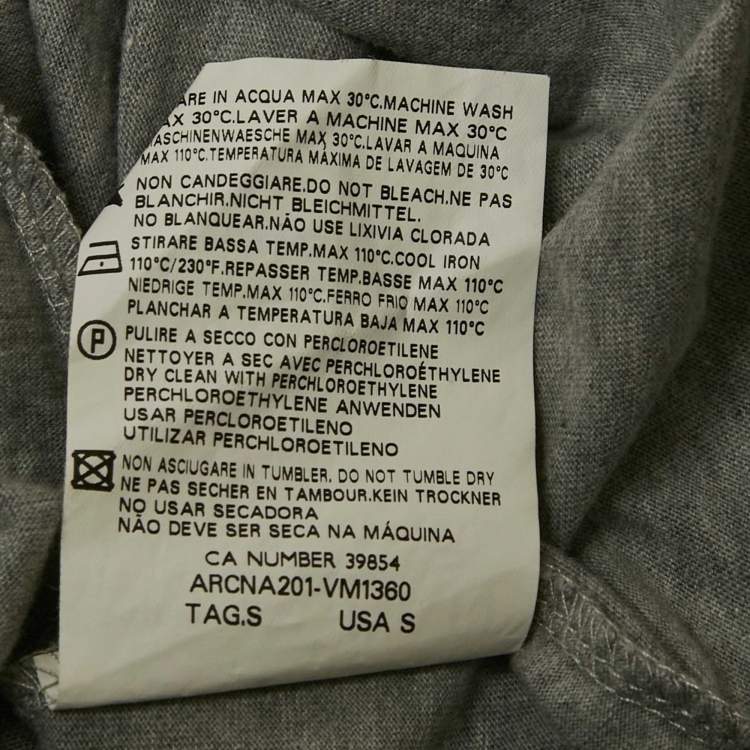 ARE IN ACQUA MAX 30°C.MACHINE WASH
AX 30°C.LAVER A MACHINE MAX 30°C
ASCHINENWAESCHE MAX 30°C.LAVAR A MAQUINA
MAX 110°C.TEMPERATURA MÁXIMA DE LAVAGEM DE 30°C
NON CANDEGGIARE.DO NOT BLEACH.NE PAS
BLANCHIR.NICHT BLEICHMITTEL.
NO BLANQUEAR.NÃO USE LIXIVIA CLORADA
STIRARE BASSA TEMP.MAX 110°C.COOL IRON
110°C/230°F.REPASSER TEMP.BASSE MAX 110°C
NIEDRIGE TEMP.MAX 110°C.FERRO FRIO MAX 110°C
PLANCHAR A TEMPERATURA BAJA MAX 110°C
P
PULIRE A SECCO CON PERCLOROETILENE
NETTOYER A SEC AVEC PERCHLOROÉTHYLENE
DRY CLEAN WITH PERCHLOROETHYLENE
PERCHLOROETHYLENE ANWENDEN
USAR PERCLOROETILENO
UTILIZAR PERCHLOROETILENO
NON ASCIUGARE IN TUMBLER. DO NOT TUMBLE DRY
NE PAS SECHER EN TAMBOUR.KEIN TROCKNER
NO USAR SECADORA
NÃO DEVE SER SECA NA MÁQUINA
CA NUMBER 39854
ARCNA201-VM1360
TAG.S USA S